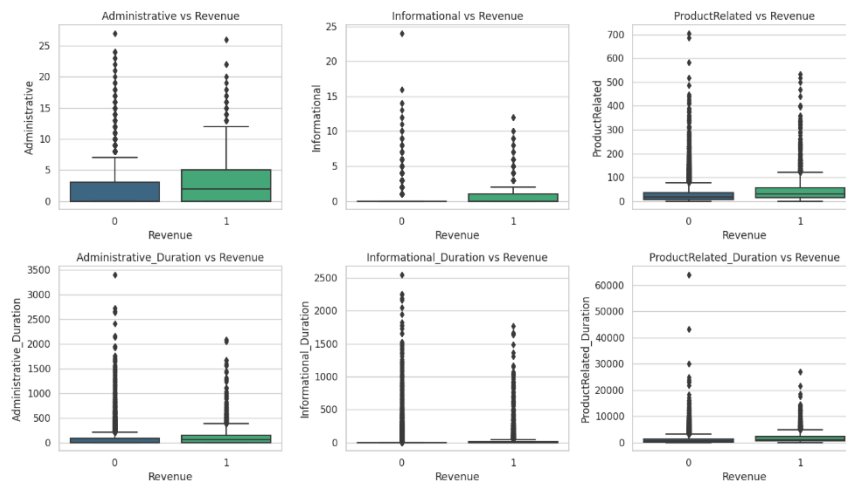 Administrative vs Revenue
Informational vs Revenue
ProductRelated vs Revenue
25
20
15
10
5
0
Administrative
0 1
Revenue
25
20
15
10
5
0
Informational
0 1
Revenue
700
600
500
400
300
200
100
0
ProductRelated
0 1
Revenue
Administrative_Duration vs Revenue
Informational_Duration vs Revenue
ProductRelated_Duration vs Revenue
3500
3000
2500
2000
1500
1000
500
0
Administrative_Duration
0 1
Revenue
2500
2000
1500
1000
500
0
Informational_Duration
0 1
Revenue
60000
50000
40000
30000
20000
10000
0
ProductRelated_Duration
0 1
Revenue